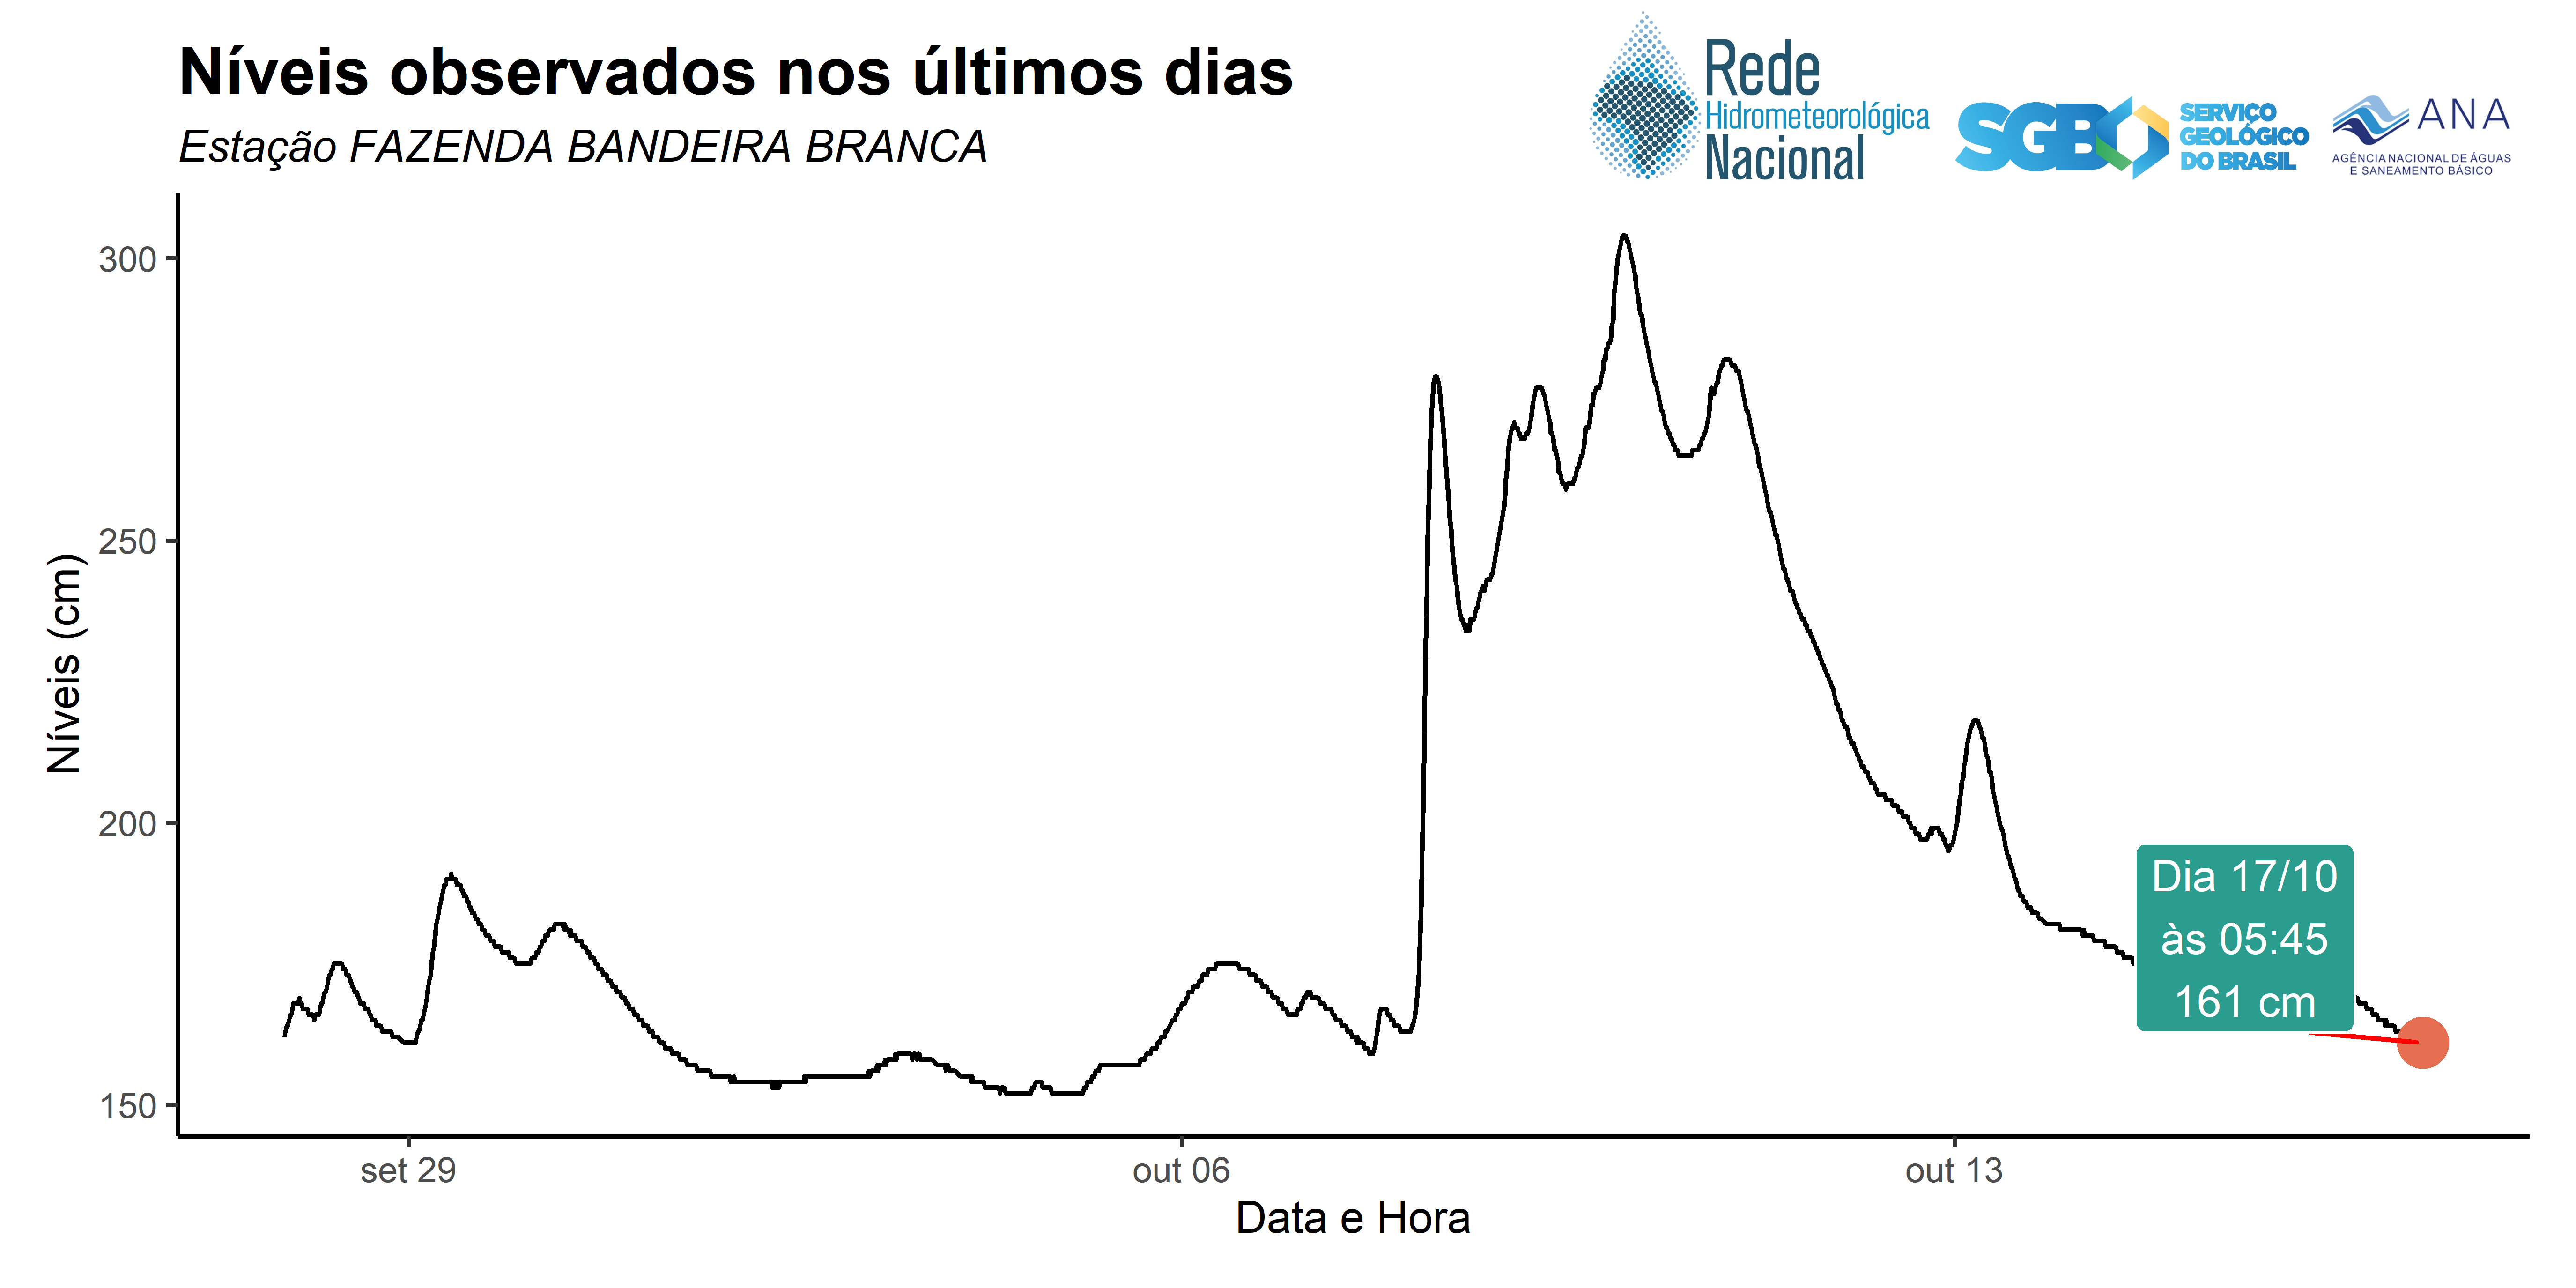 Níveis observados nos últimos dias
Estação FAZENDA BANDEIRA BRANCA
Rede
Hidrometeorológica
Nacional
SGB
SERVIÇO
GEOLÓGICO
DO BRASIL
ANA
AGÊNCIA NACIONAL DE ÁGUAS
E SANEAMENTO BÁSICO
Níveis (cm)
300
250
200
150
Dia 17/10
às 05:45
161 cm
set 29
out 06
out 13
Data e Hora